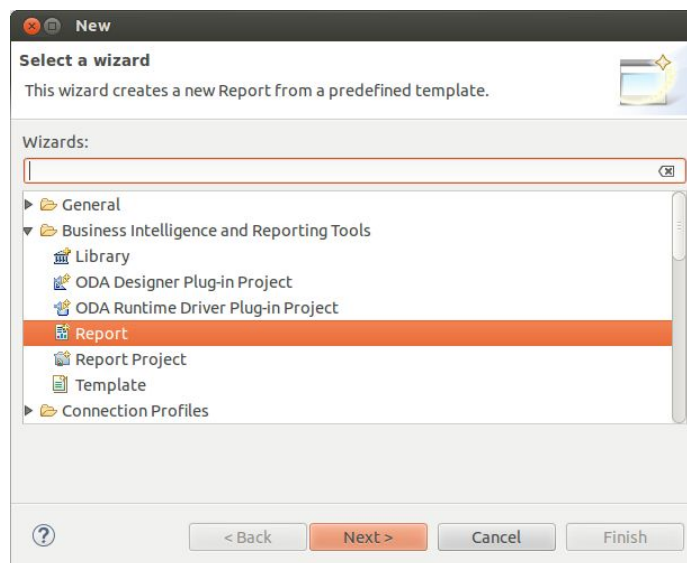 New
Select a wizard
This wizard creates a new Report from a predefined template.
Wizards:
General
Business Intelligence and Reporting Tools
Library
ODA Designer Plug-in Project
ODA Runtime Driver Plug-in Project
Report
Report Project
Template
Connection Profiles
?
< Back Next > Cancel Finish